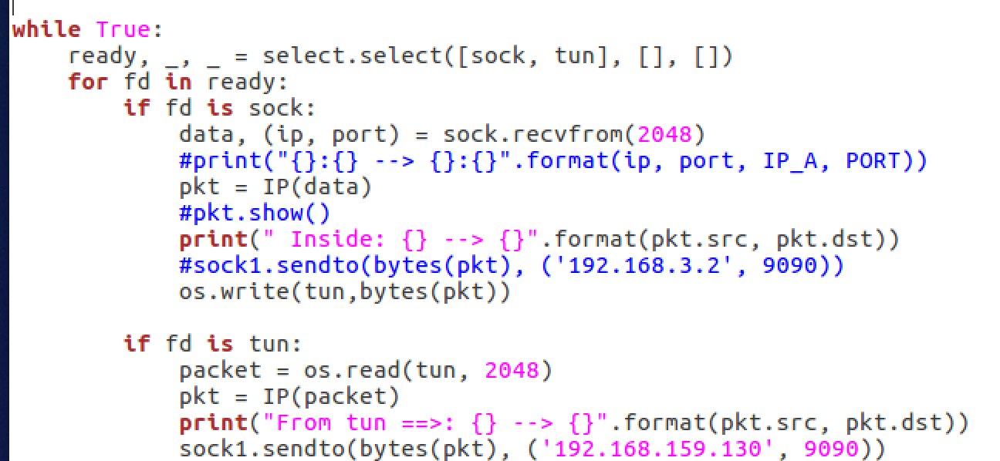 while True:
    ready, _, _ = select.select([sock, tun], [], [])
    for fd in ready:
        if fd is sock:
            data, (ip, port) = sock.recvfrom(2048)
            #print("{}:{} --> {}:{}".format(ip, port, IP_A, PORT))
            pkt = IP(data)
            #pkt.show()
            print(" Inside: {} --> {}".format(pkt.src, pkt.dst))
            #sock1.sendto(bytes(pkt), ('192.168.3.2', 9090))
            os.write(tun,bytes(pkt))

        if fd is tun:
            packet = os.read(tun, 2048)
            pkt = IP(packet)
            print("From tun ==>: {} --> {}".format(pkt.src, pkt.dst))
            sock1.sendto(bytes(pkt), ('192.168.159.130', 9090))